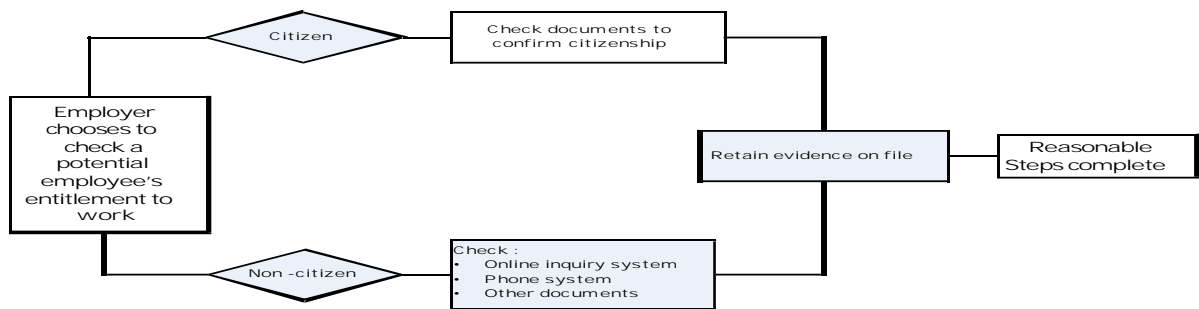 Citizen
Check documents to
confirm citizenship
Employer
chooses to
check a
potential
employee's
entitlement to
work
Retain evidence on file
Reasonable
Steps complete
Non -citizen
Check :
• Online inquiry system
• Phone system
• Other documents